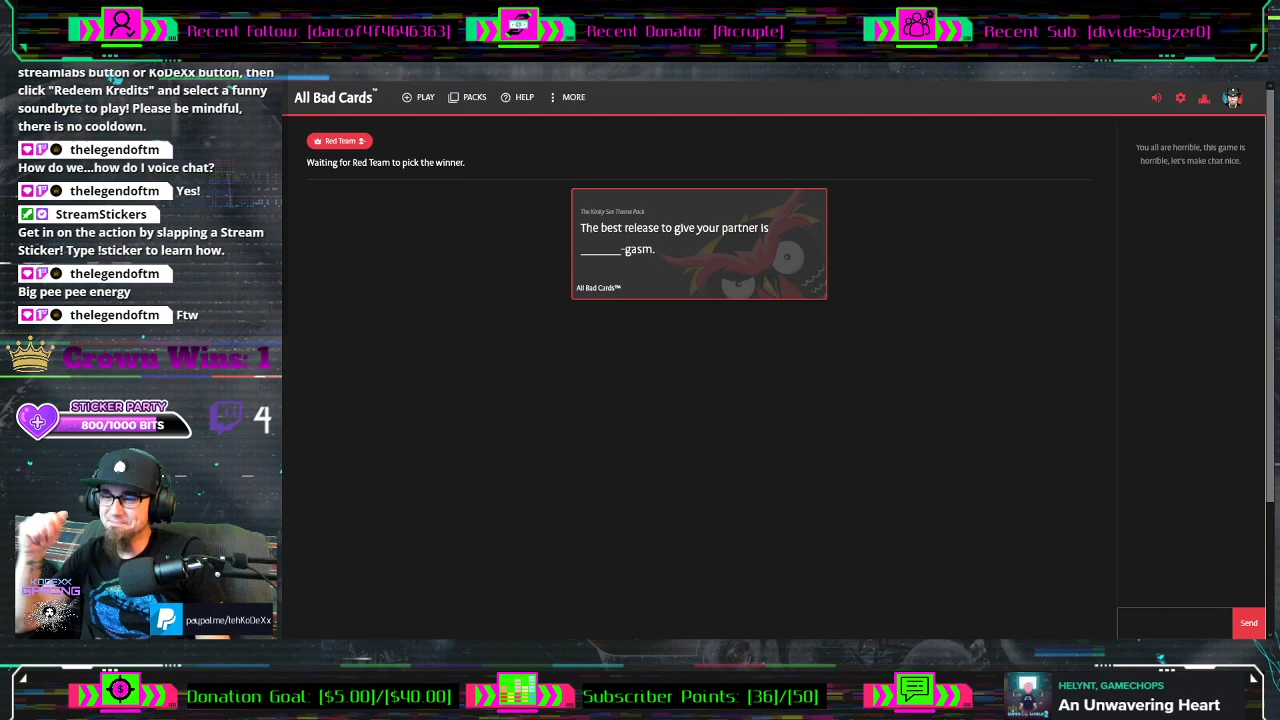 Recent Follow: [darco7474646363]
Recent Donator: [Arcruple]
Recent Sub: [dividesbyzer0]
streamlabs button or KoDeXx button, then
click "Redeem Kredits" and select a funny
soundbyte to play! Please be mindful,
there is no cooldown.
thelegendoftm
How do we...how do I voice chat?
thelegendoftm Yes!
StreamStickers
Get in on the action by slapping a Stream
Sticker! Type !sticker to learn how.
thelegendoftm
Big pee pee energy
thelegendoftm Ftw
Crown Wins: 1
STICKER PARTY
800/1000 BITS
4
KODEXX
GAMING
paypal.me/tehKoDeXx
All Bad Cards™
PLAY
PACKS
HELP
MORE
Red Team
Waiting for Red Team to pick the winner.
The Kinky Sex Theme Pack
The best release to give your partner is
_______-gasm.
All Bad Cards™
You all are horrible, this game is
horrible, let's make chat nice.
Send
Donation Goal: [$5.00]/[$40.00]
Subscriber Points: [36]/[50]
HELYNT, GAMECHOPS
An Unwavering Heart